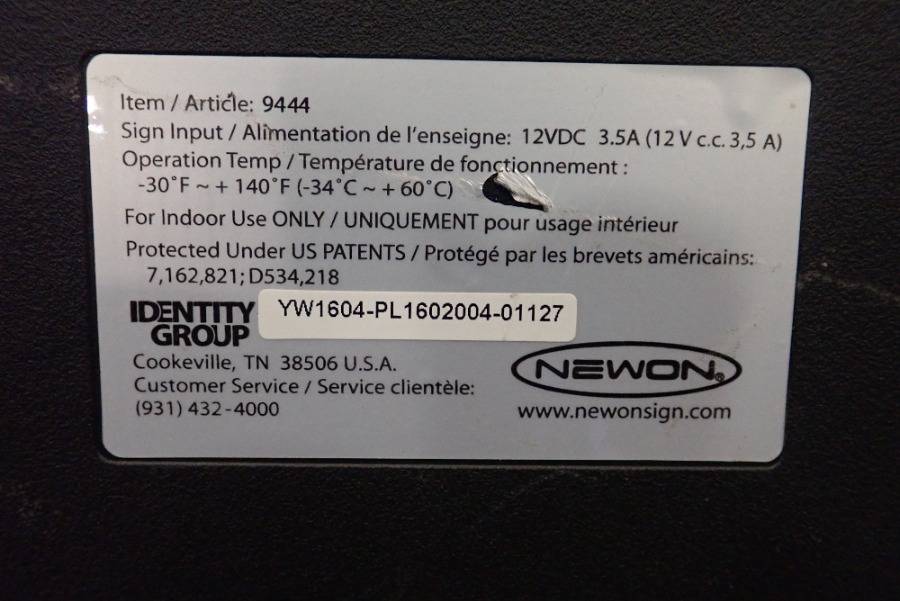 Item / Article: 9444
Sign Input / Alimentation de l'enseigne: 12VDC 3.5A (12 V c.c. 3,5 A)
Operation Temp / Température de fonctionnement :
-30˚F ~ + 140˚F (-34˚C ~ + 60˚C)
For Indoor Use ONLY / UNIQUEMENT pour usage intérieur
Protected Under US PATENTS / Protégé par les brevets américains:
7,162,821; D534,218
IDENTITY GROUP
YW1604-PL1602004-01127
Cookeville, TN 38506 U.S.A.
Customer Service / Service clientèle:
(931) 432-4000
NEWON®
www.newonsign.com